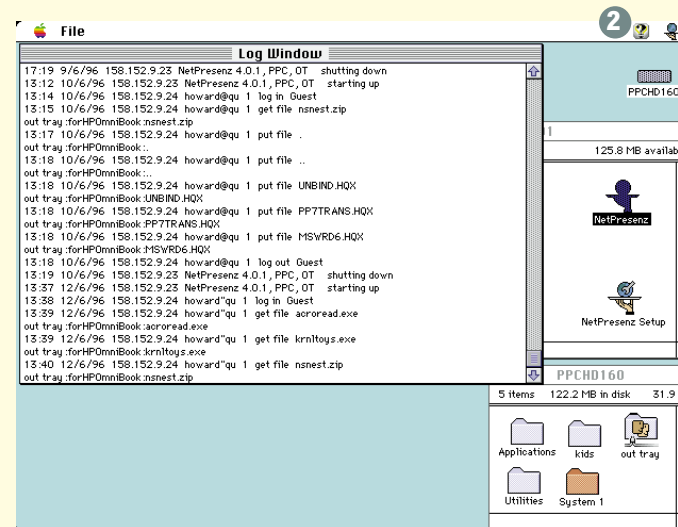 2
File
Log Window
17:19 9/6/96 158.152.9.23 NetPresenz 4.0.1, PPC, OT shutting down
13:12 10/6/96 158.152.9.23 NetPresenz 4.0.1, PPC, OT starting up
13:14 10/6/96 158.152.9.24 howard@qu 1 log in Guest
13:15 10/6/96 158.152.9.24 howard@qu 1 get file nsnest.zip
out tray :forHPOmniBook :nsnest.zip
13:17 10/6/96 158.152.9.24 howard@qu 1 put file .
out tray :forHPOmniBook :.
13:18 10/6/96 158.152.9.24 howard@qu 1 put file ..
out tray :forHPOmniBook :..
13:18 10/6/96 158.152.9.24 howard@qu 1 put file UNBIND.HQX
out tray :forHPOmniBook :UNBIND.HQX
13:18 10/6/96 158.152.9.24 howard@qu 1 put file PP7TRANS.HQX
out tray :forHPOmniBook :PP7TRANS.HQX
13:18 10/6/96 158.152.9.24 howard@qu 1 put file MSWRD6.HQX
out tray :forHPOmniBook :MSWRD6.HQX
13:18 10/6/96 158.152.9.24 howard@qu 1 log out Guest
13:19 10/6/96 158.152.9.23 NetPresenz 4.0.1, PPC, OT shutting down
13:37 12/6/96 158.152.9.23 NetPresenz 4.0.1, PPC, OT starting up
13:38 12/6/96 158.152.9.24 howard"qu 1 log in Guest
13:39 12/6/96 158.152.9.24 howard"qu 1 get file acroread.exe
out tray :forHPOmniBook :acroread.exe
13:39 12/6/96 158.152.9.24 howard"qu 1 get file krnltoys.exe
out tray :forHPOmniBook :krnltoys.exe
13:40 12/6/96 158.152.9.24 howard"qu 1 get file nsnest.zip
out tray :forHPOmniBook :nsnest.zip
PPCHD160
1
125.8 MB availab
NetPresenz
NetPresenz Setup
PPCHD160
5 items 122.2 MB in disk 31.9
Applications kids out tray
Utilities System 1